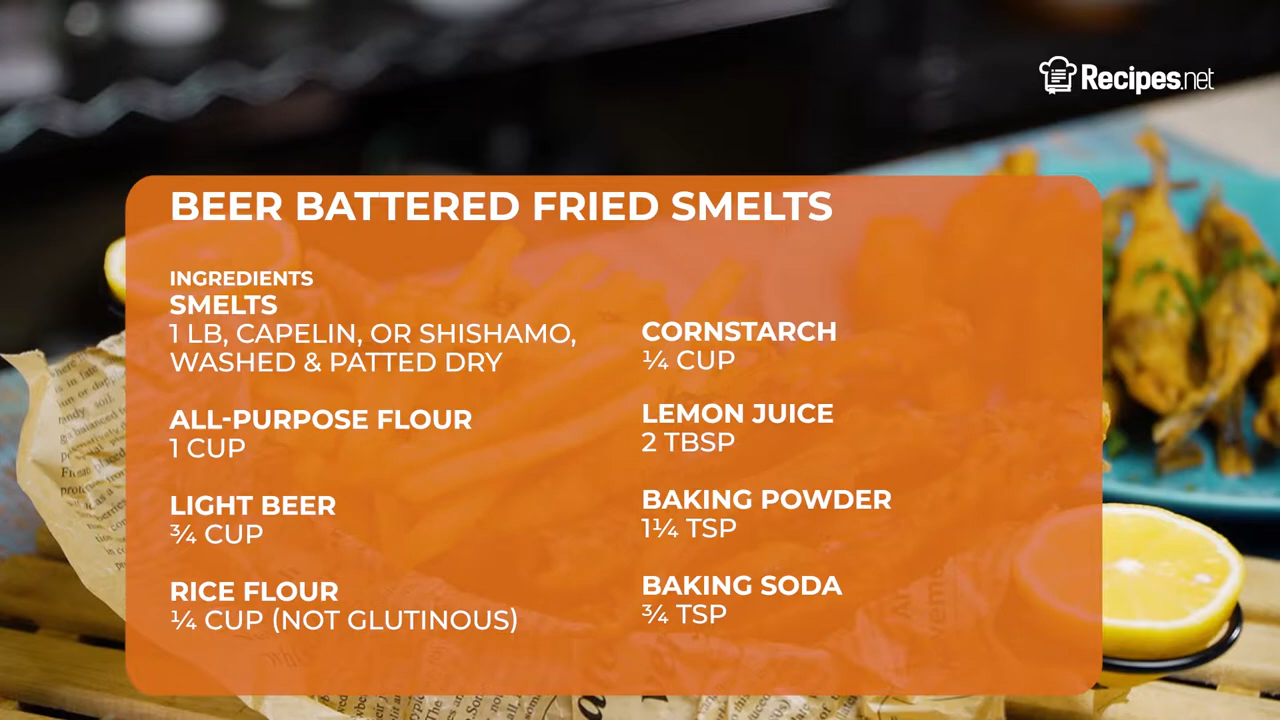 Recipes.net
BEER BATTERED FRIED SMELTS
INGREDIENTS
SMELTS
1 LB, CAPELIN, OR SHISHAMO,
WASHED & PATTED DRY
ALL-PURPOSE FLOUR
1 CUP
LIGHT BEER
¾ CUP
RICE FLOUR
¼ CUP (NOT GLUTINOUS)
CORNSTARCH
¼ CUP
LEMON JUICE
2 TBSP
BAKING POWDER
1¼ TSP
BAKING SODA
¾ TSP